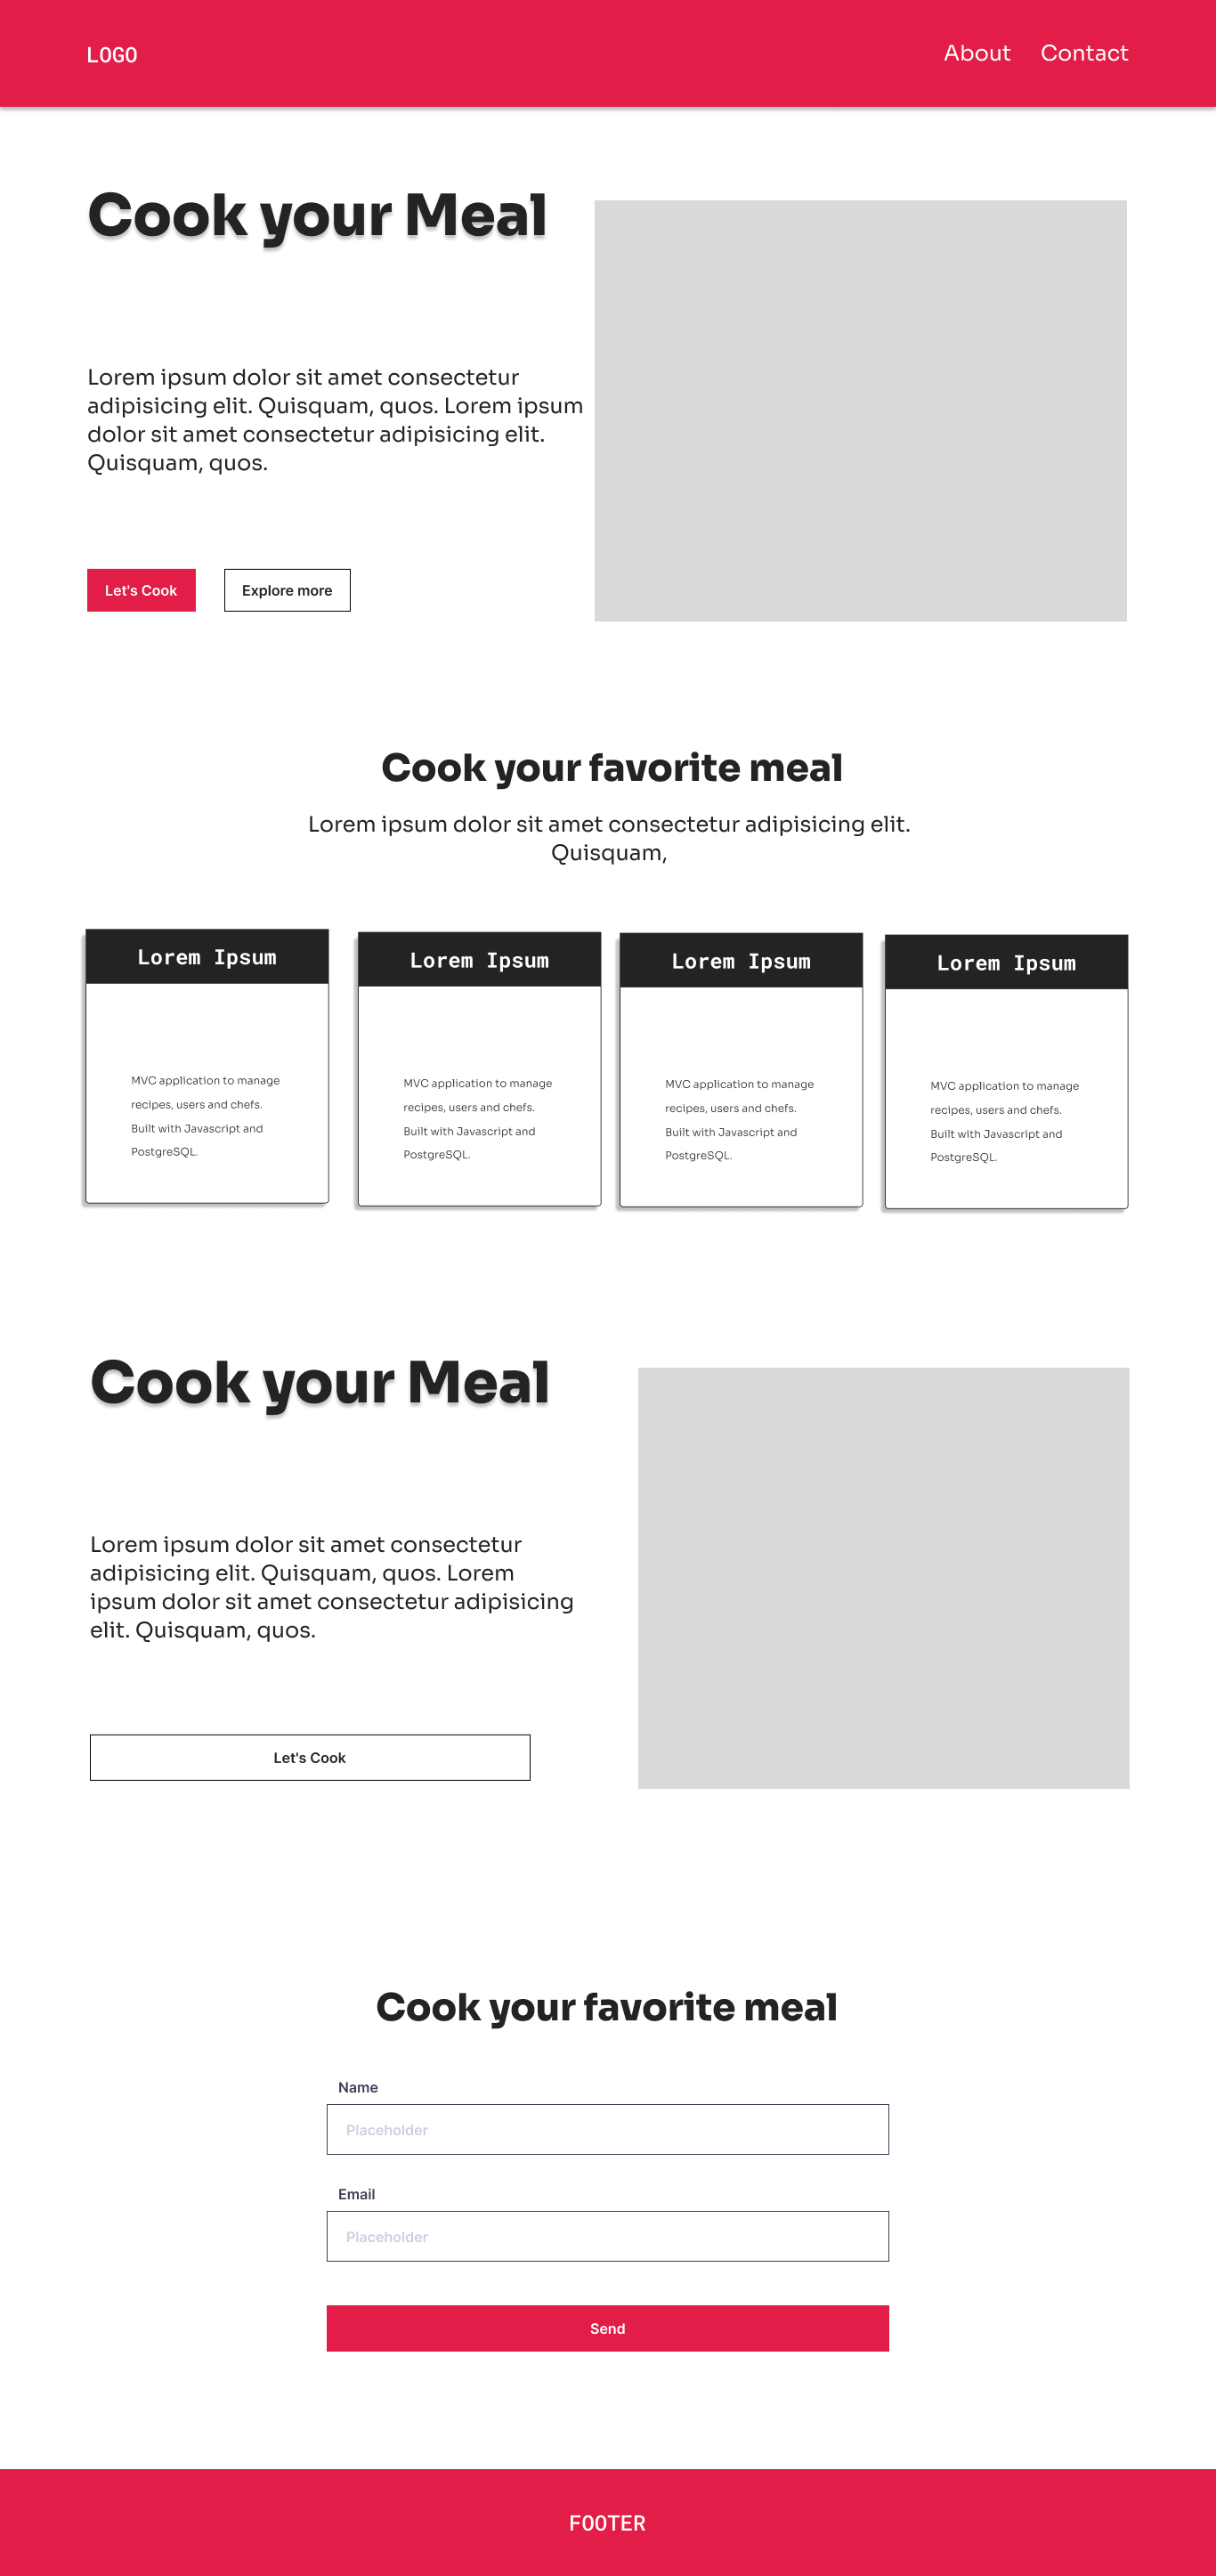 LOGO
About
Contact
Cook your Meal
Lorem ipsum dolor sit amet consectetur
adipisicing elit. Quisquam, quos. Lorem ipsum
dolor sit amet consectetur adipisicing elit.
Quisquam, quos.
Let's Cook
Explore more
Cook your favorite meal
Lorem ipsum dolor sit amet consectetur adipisicing elit.
Quisquam,
Lorem Ipsum
MVC application to manage
recipes, users and chefs.
Built with Javascript and
PostgreSQL.
Lorem Ipsum
MVC application to manage
recipes, users and chefs.
Built with Javascript and
PostgreSQL.
Lorem Ipsum
MVC application to manage
recipes, users and chefs.
Built with Javascript and
PostgreSQL.
Lorem Ipsum
MVC application to manage
recipes, users and chefs.
Built with Javascript and
PostgreSQL.
Cook your Meal
Lorem ipsum dolor sit amet consectetur
adipisicing elit. Quisquam, quos. Lorem
ipsum dolor sit amet consectetur adipisicing
elit. Quisquam, quos.
Let's Cook
Cook your favorite meal
Name
Placeholder
Email
Placeholder
Send
FOOTER